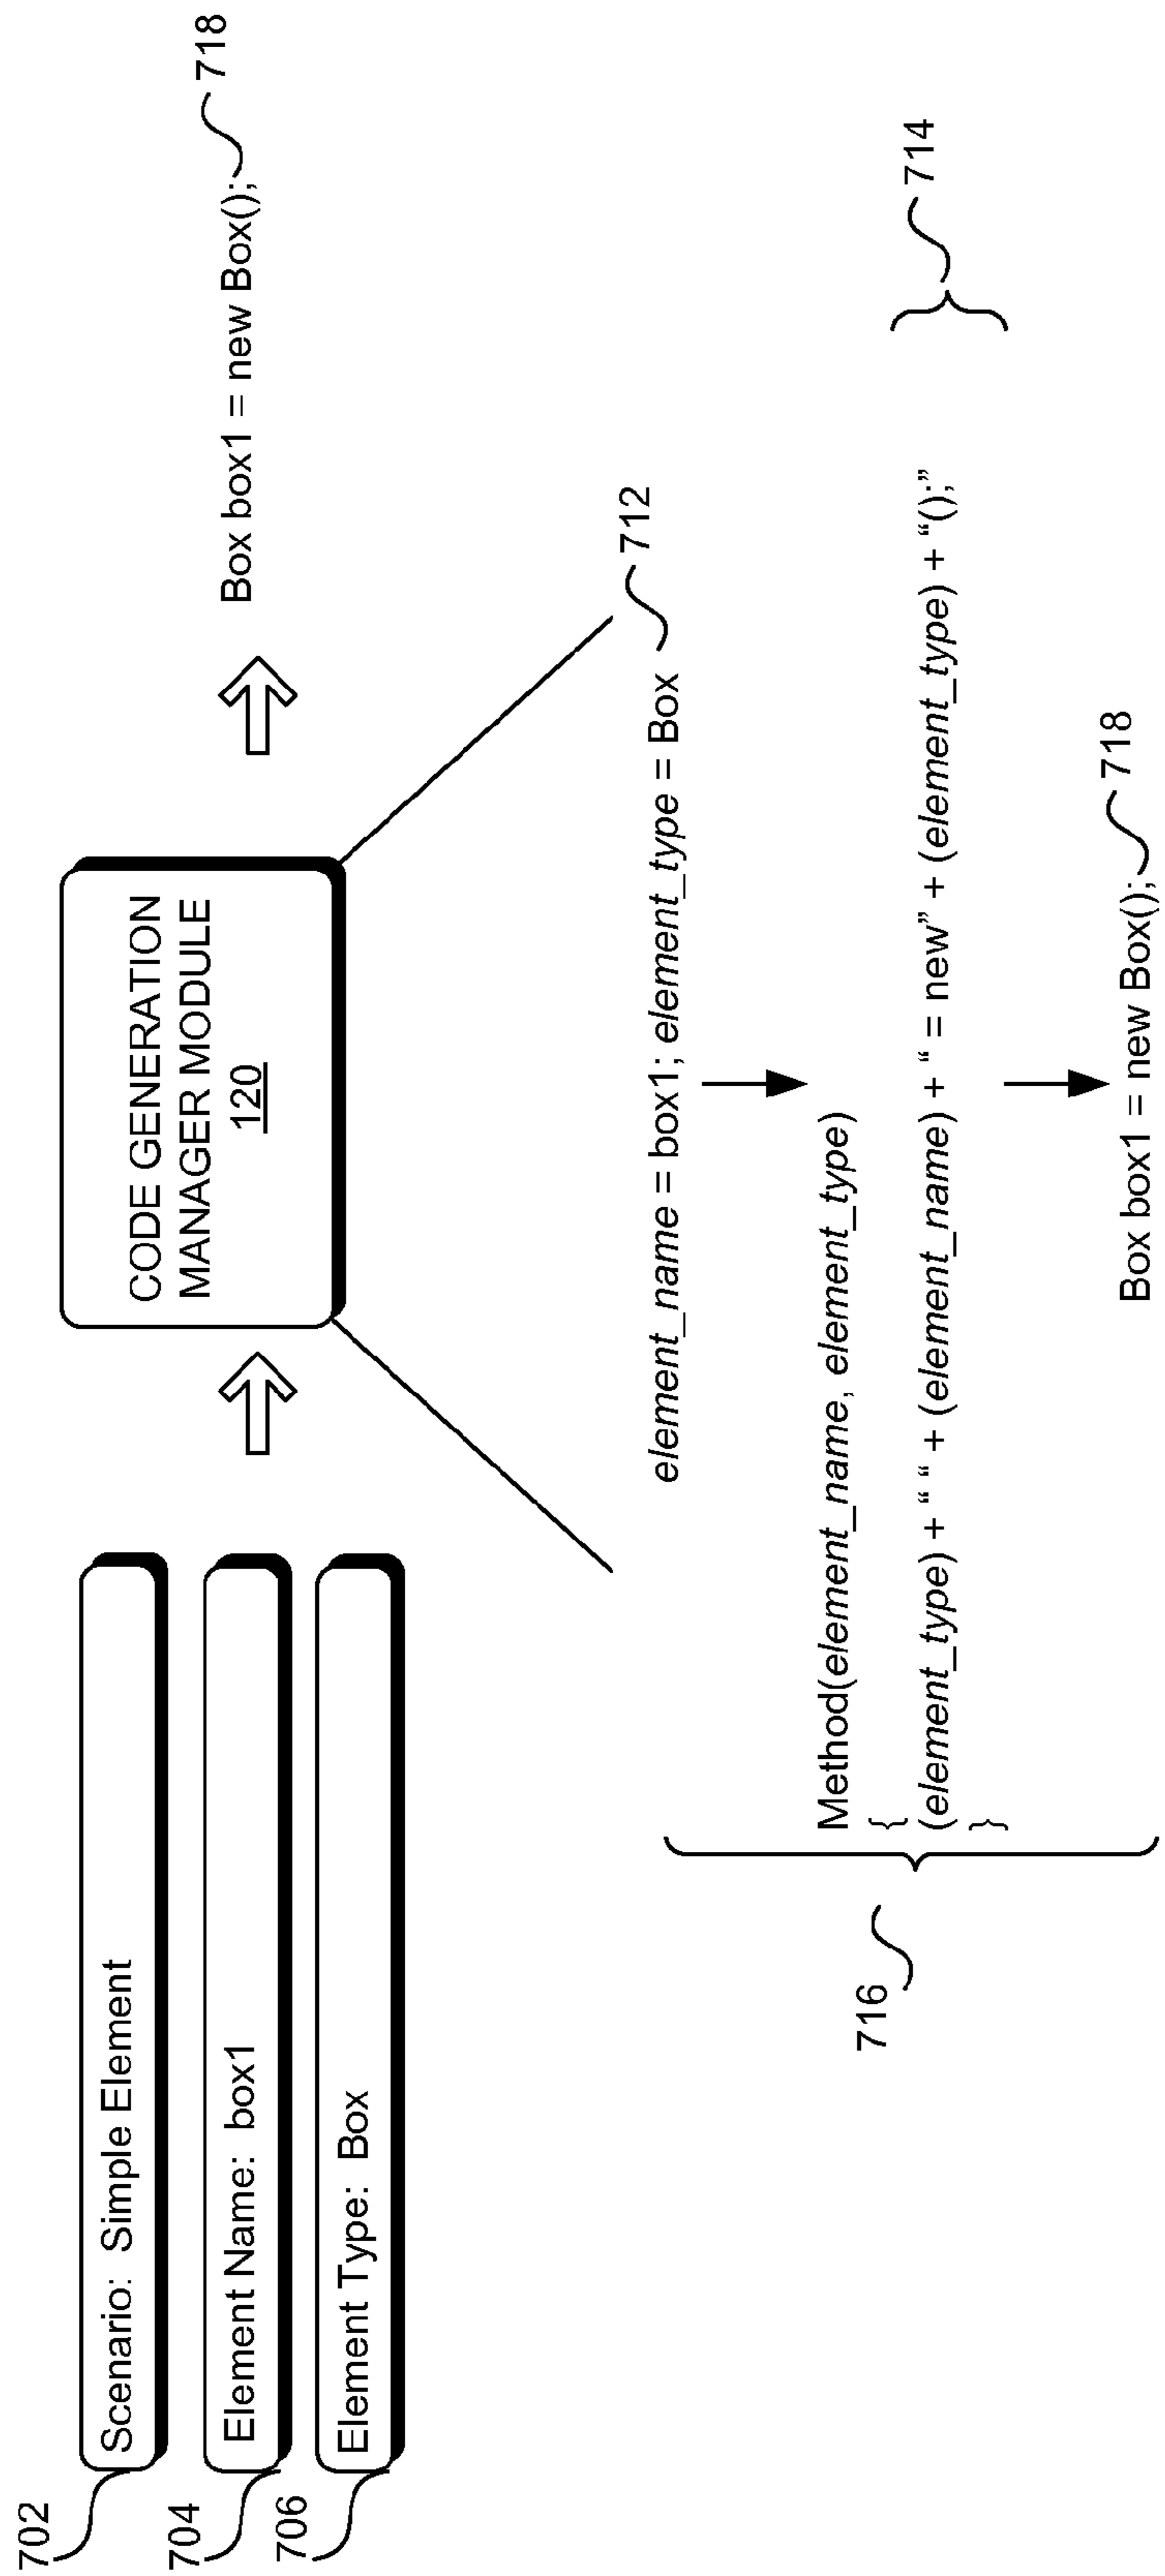 702
Scenario:  Simple Element
704
Element Name:  box1
706
Element Type:  Box
CODE GENERATION
MANAGER MODULE
120
Box box1 = new Box();
718
element_name = box1; element_type = Box
712
716
Method(element_name, element_type)
{
(element_type) + “ “ + (element_name) + “ = new” + (element_type) + “();”
}
714
Box box1 = new Box();
718